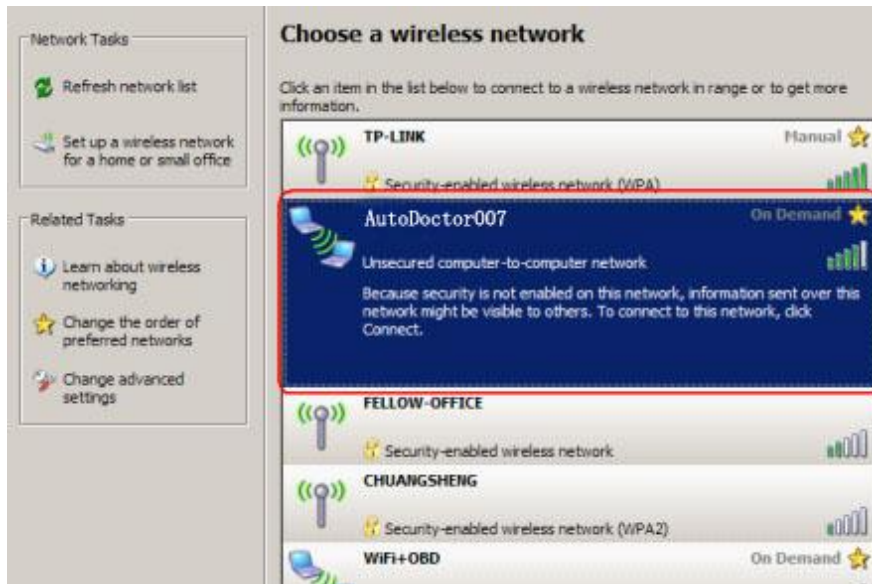 Network Tasks
Refresh network list
Set up a wireless network
for a home or small office
Related Tasks
Learn about wireless
networking
Change the order of
preferred networks
Change advanced
settings
Choose a wireless network
Click an item in the list below to connect to a wireless network in range or to get more
information.
TP-LINK
Manual
Security-enabled wireless network (WPA)
AutoDoctor007
On Demand
Unsecured computer-to-computer network
Because security is not enabled on this network, information sent over this
network might be visible to others. To connect to this network, click
Connect.
FELLOW-OFFICE
Security-enabled wireless network
CHUANGSHENG
Security-enabled wireless network (WPA2)
WiFi+OBD
On Demand